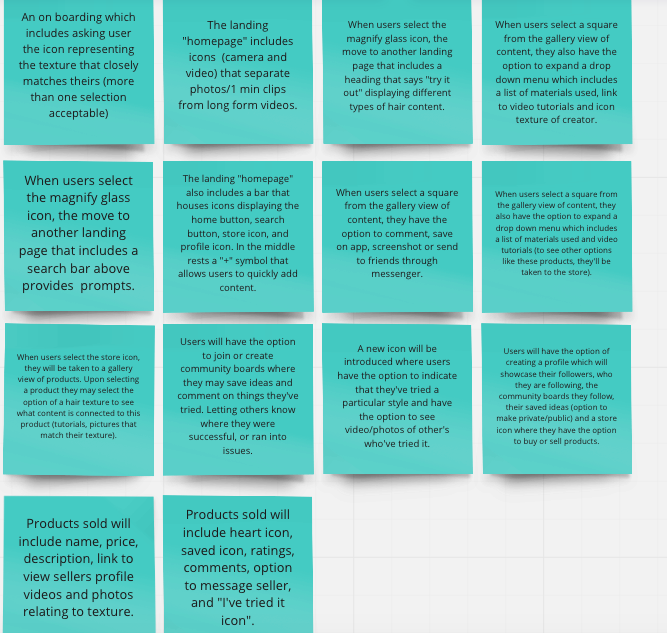 An on boarding which
includes asking user
the icon representing
the texture that closely
matches theirs (more
than one selection
acceptable)
The landing
"homepage" includes
icons (camera and
video) that separate
photos/1 min clips
from long form videos.
When users select the
magnify glass icon, the
move to another landing
page that includes a
heading that says "try it
out" displaying different
types of hair content.
When users select a square
from the gallery view of
content, they also have the
option to expand a drop
down menu which includes
a list of materials used, link
to video tutorials and icon
texture of creator.
When users select
the magnify glass
icon, the move to
another landing
page that includes a
search bar above
provides prompts.
The landing "homepage"
also includes a bar that
houses icons displaying the
home button, search
button, store icon, and
profile icon. In the middle
rests a "+" symbol that
allows users to quickly add
content.
When users select a square
from the gallery view of
content, they have the
option to comment, save
on app, screenshot or send
to friends through
messenger.
When users select a square from
the gallery view of content, they
also have the option to expand a
drop down menu which includes
a list of materials used and video
tutorials (to see other options
like these products, they'll be
taken to the store).
When users select the store icon,
they will be taken to a gallery
view of products. Upon selecting
a product they may select the
option of a hair texture to see
what content is connected to this
product (tutorials, pictures that
match their texture).
Users will have the option
to join or create
community boards where
they may save ideas and
comment on things they've
tried. Letting others know
where they were
successful, or ran into
issues.
A new icon will be
introduced where users
have the option to indicate
that they've tried a
particular style and have
the option to see
video/photos of other's
who've tried it.
Users will have the option of
creating a profile which will
showcase their followers, who
they are following, the
community boards they follow,
their saved ideas (option to
make private/public) and a store
icon where they have the option
to buy or sell products.
Products sold will
include name, price,
description, link to
view sellers profile
videos and photos
relating to texture.
Products sold will
include heart icon,
saved icon, ratings,
comments, option
to message seller,
and "I've tried it
icon".